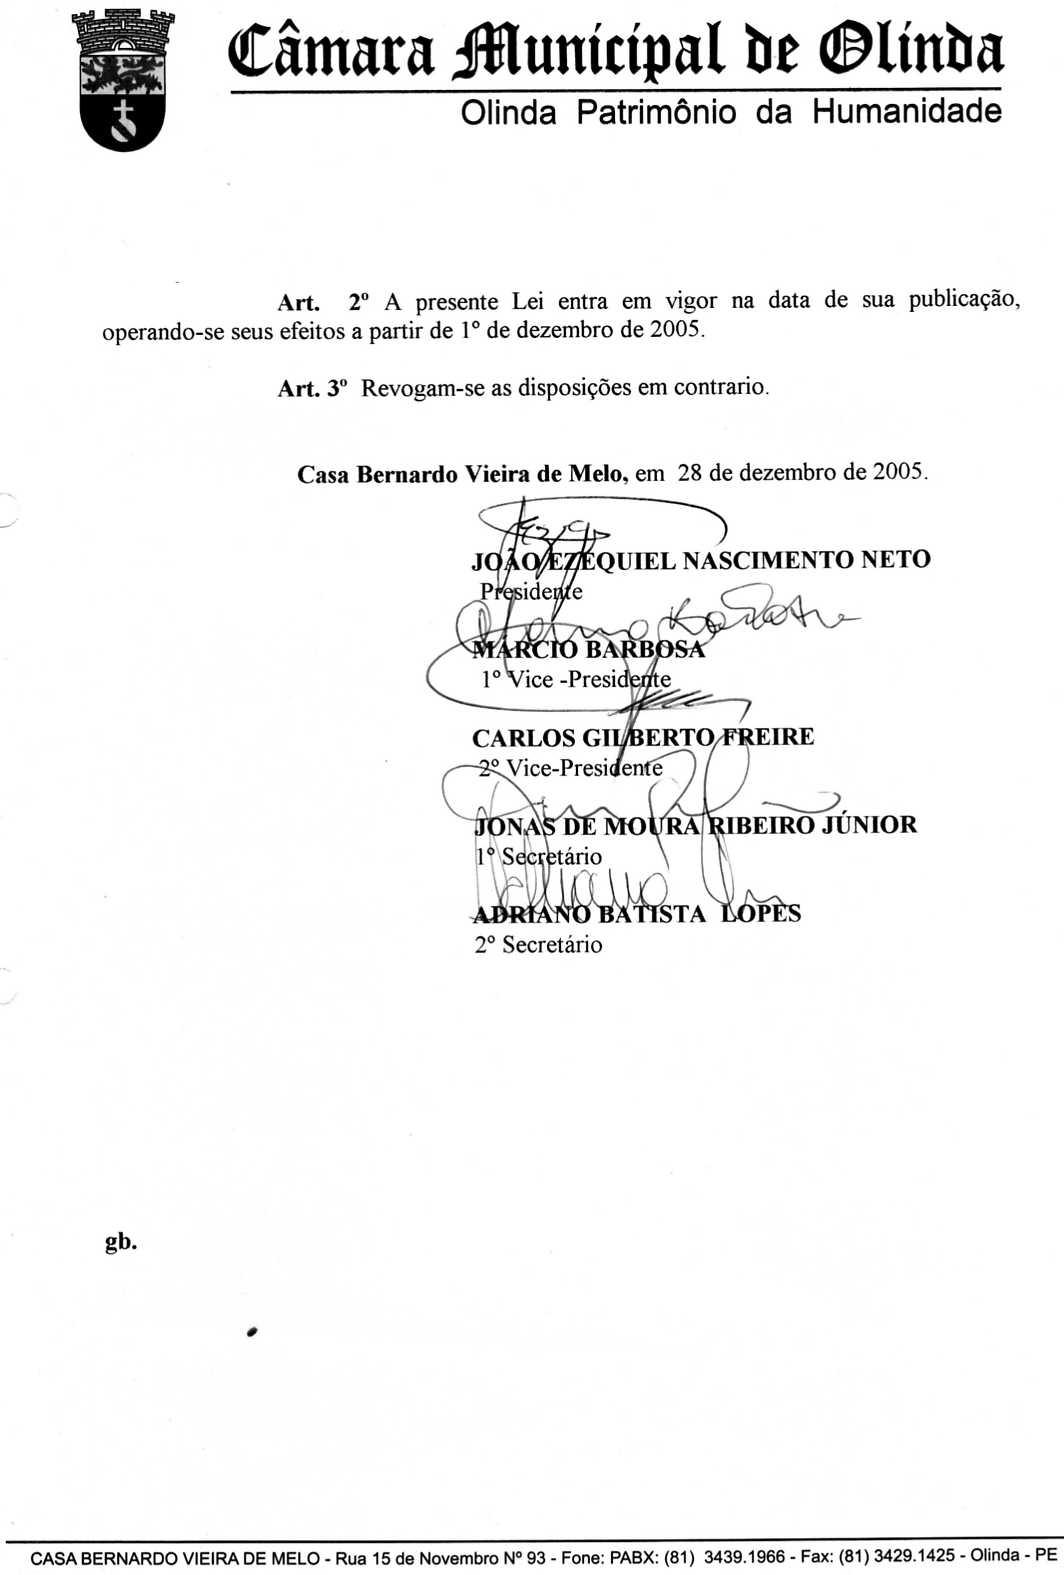 Câmara Municipal de Olinda
Olinda Patrimônio da Humanidade
Art. 2º A presente Lei entra em vigor na data de sua publicação,
operando-se seus efeitos a partir de 1º de dezembro de 2005.
Art. 3º Revogam-se as disposições em contrario.
Casa Bernardo Vieira de Melo, em 28 de dezembro de 2005.
JOÃO EZEQUIEL NASCIMENTO NETO
Presidente
MÁRCIO BARBOSA
1º Vice -Presidente
CARLOS GILBERTO FREIRE
2º Vice-Presidente
JONAS DE MOURA RIBEIRO JÚNIOR
1º Secretário
ADRIANO BATISTA LOPES
2º Secretário
gb.
CASA BERNARDO VIEIRA DE MELO - Rua 15 de Novembro Nº 93 - Fone: PABX: (81) 3439.1966 - Fax: (81) 3429.1425 - Olinda - PE